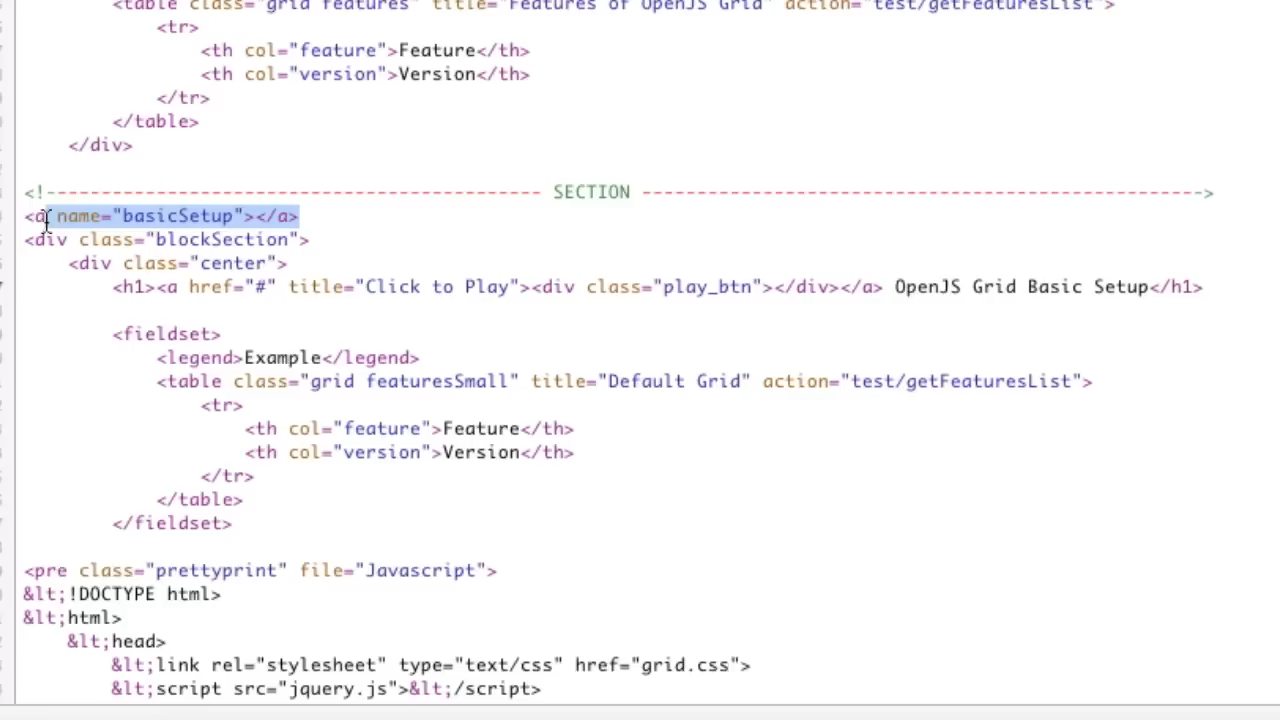 <table class="grid features" title="Features of OpenJS Grid" action="test/getFeaturesList">
<tr>
<th col="feature">Feature</th>
<th col="version">Version</th>
</tr>
</table>
</div>
<!--------------------------------------------- SECTION --------------------------------------------------->
<a name="basicSetup"></a>
<div class="blockSection">
<div class="center">
<h1><a href="#" title="Click to Play"><div class="play_btn"></div></a> OpenJS Grid Basic Setup</h1>
<fieldset>
<legend>Example</legend>
<table class="grid featuresSmall" title="Default Grid" action="test/getFeaturesList">
<tr>
<th col="feature">Feature</th>
<th col="version">Version</th>
</tr>
</table>
</fieldset>
<pre class="prettyprint" file="Javascript">
&lt;!DOCTYPE html>
&lt;html>
&lt;head>
&lt;link rel="stylesheet" type="text/css" href="grid.css">
&lt;script src="jquery.js">&lt;/script>